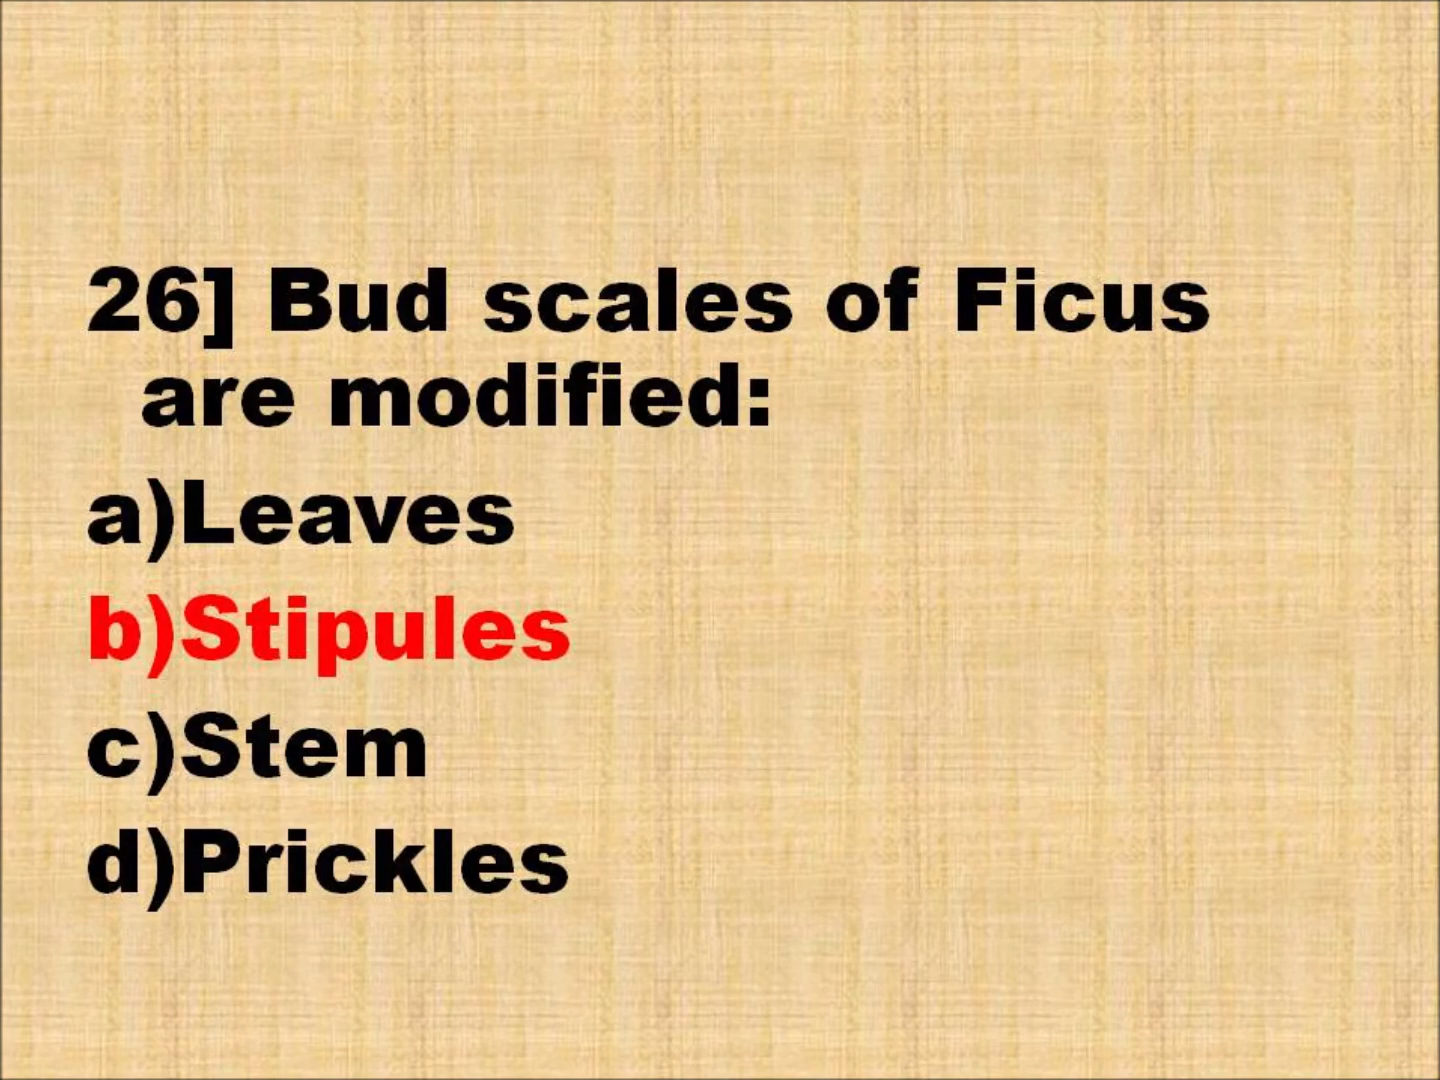 26] Bud scales of Ficus
are modified:
a)Leaves
b)Stipules
c)Stem
d)Prickles